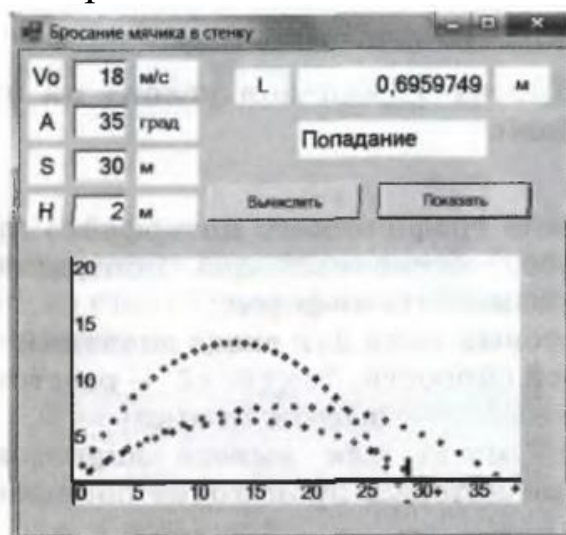 Бросание мячика в стенку
Vo 18 м/с L 0,6959749 м
A 35 град Попадание
S 30 м
H 2 м Вычислить Показать
20
15
10
5
0 5 10 15 20 25 30 35